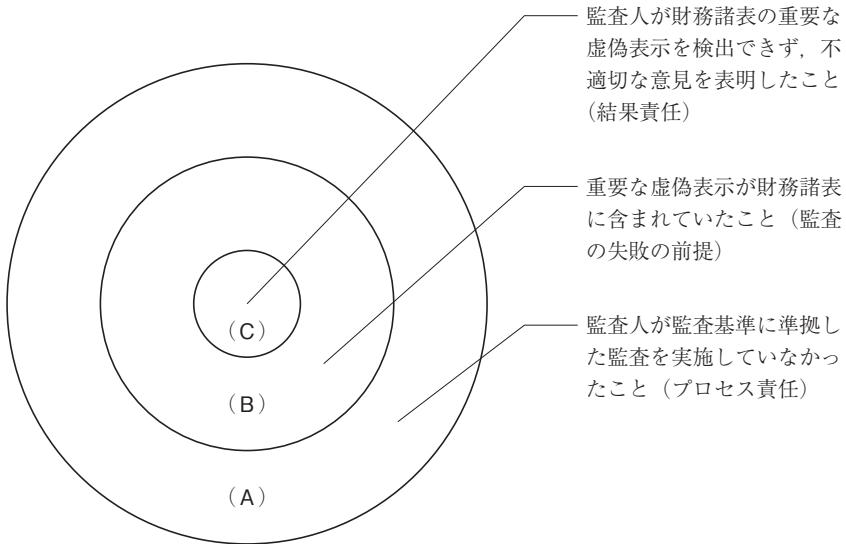 監査人が財務諸表の重要な
虚偽表示を検出できず，不
適切な意見を表明したこと
（結果責任）
重要な虚偽表示が財務諸表
に含まれていたこと（監査
の失敗の前提）
監査人が監査基準に準拠し
た監査を実施していなかっ
たこと（プロセス責任）
（C）
（B）
（A）